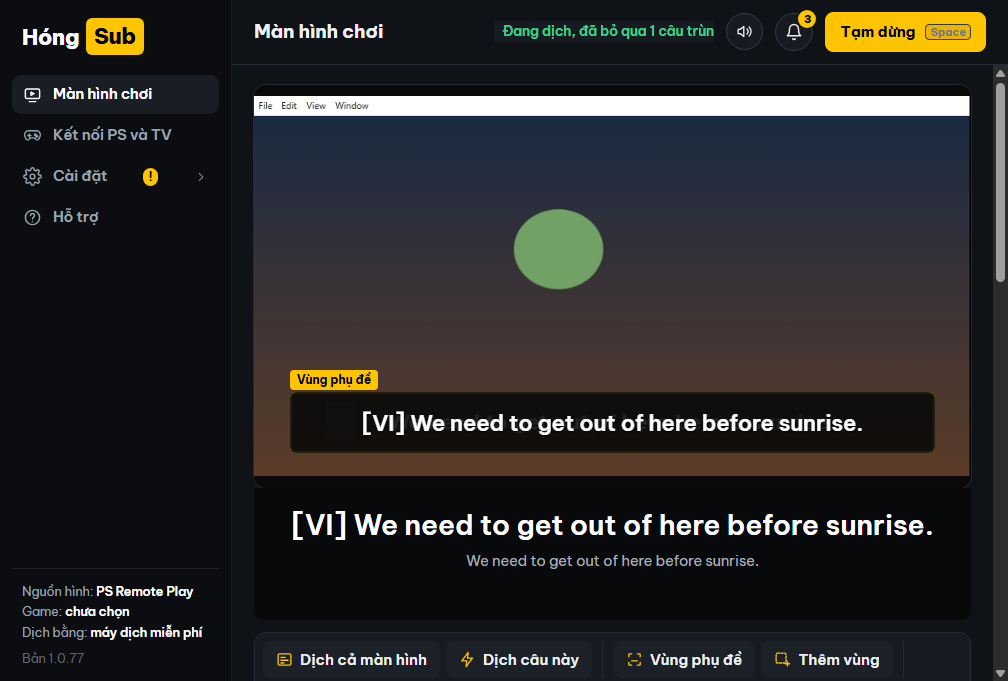 Hóng Sub
Màn hình chơi
Kết nối PS và TV
Cài đặt !
Hỗ trợ
Nguồn hình: PS Remote Play
Game: chưa chọn
Dịch bằng: máy dịch miễn phí
Bản 1.0.77
Màn hình chơi
Đang dịch, đã bỏ qua 1 câu trùn
3
Tạm dừng Space
File Edit View Window
Vùng phụ đề
[VI] We need to get out of here before sunrise.
[VI] We need to get out of here before sunrise.
We need to get out of here before sunrise.
Dịch cả màn hình Dịch câu này Vùng phụ đề Thêm vùng